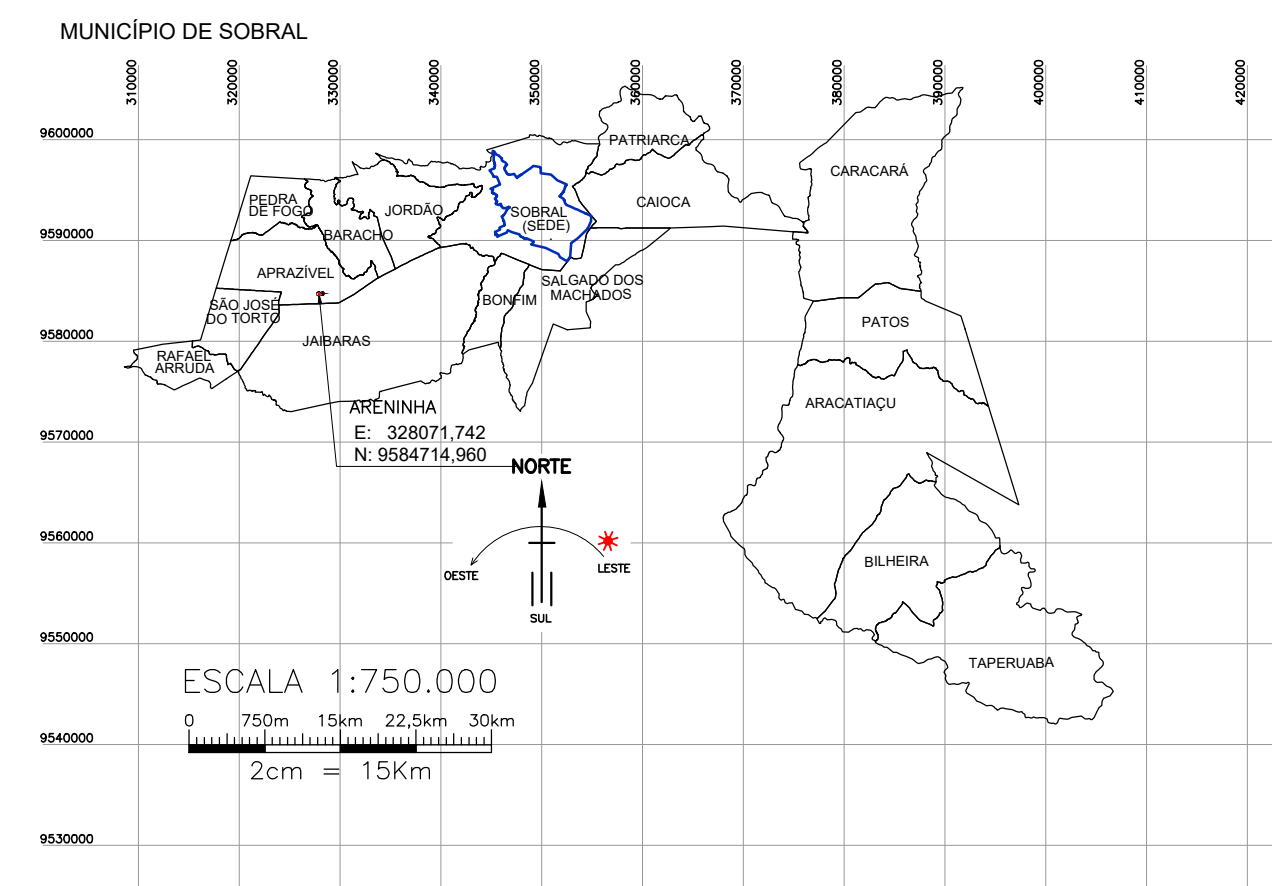 MUNICÍPIO DE SOBRAL
310000
320000
330000
340000
350000
360000
370000
380000
390000
400000
410000
420000
9600000
9590000
9580000
9570000
9560000
9550000
9540000
9530000
PATRIARCA
CARACARÁ
CAIOCA
PEDRA
DE FOGO
JORDÃO
SOBRAL
(SEDE)
BARACHO
APRAZÍVEL
SALGADO DOS
MACHADOS
BONFIM
SÃO JOSÉ
DO TORTO
PATOS
JAIBARAS
RAFAEL
ARRUDA
ARACATIAÇU
ARENINHA
E: 328071,742
N: 9584714,960
NORTE
OESTE
LESTE
SUL
BILHEIRA
TAPERUABA
ESCALA 1:750.000
0 750m 15km 22,5km 30km
2cm = 15Km